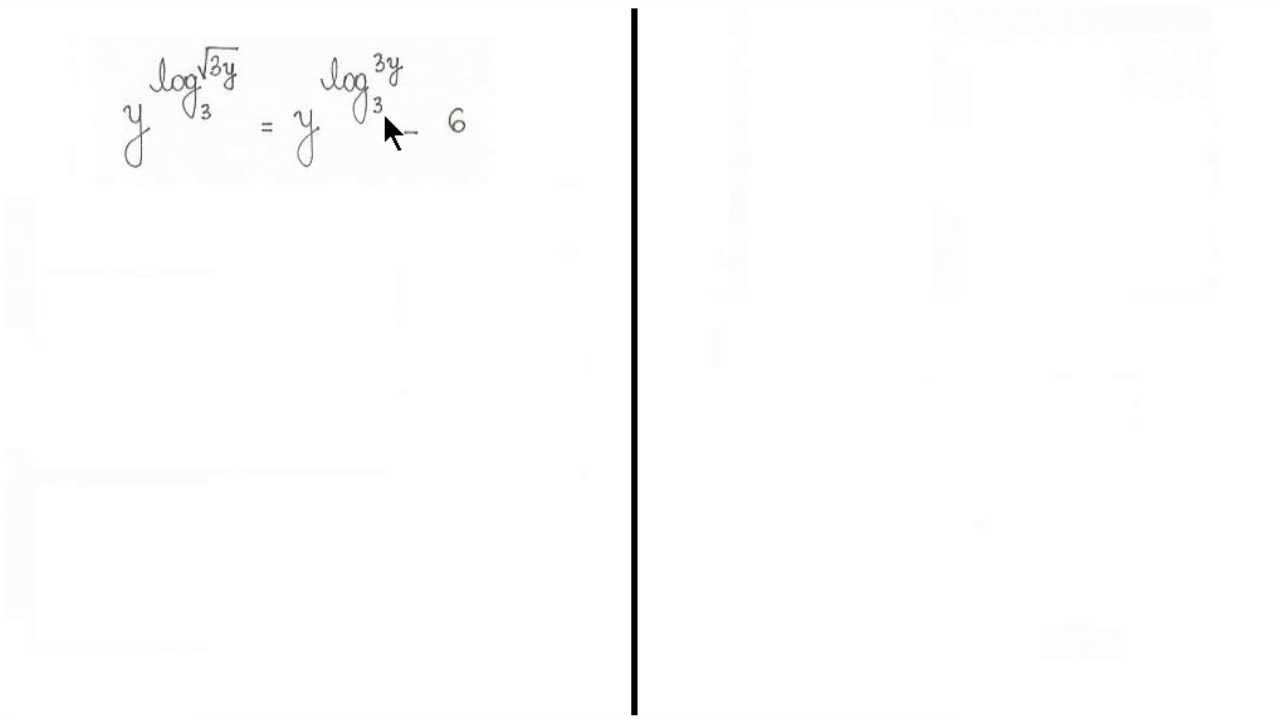 y^{log_3 √(3y)} = y^{log_3 3y} - 6